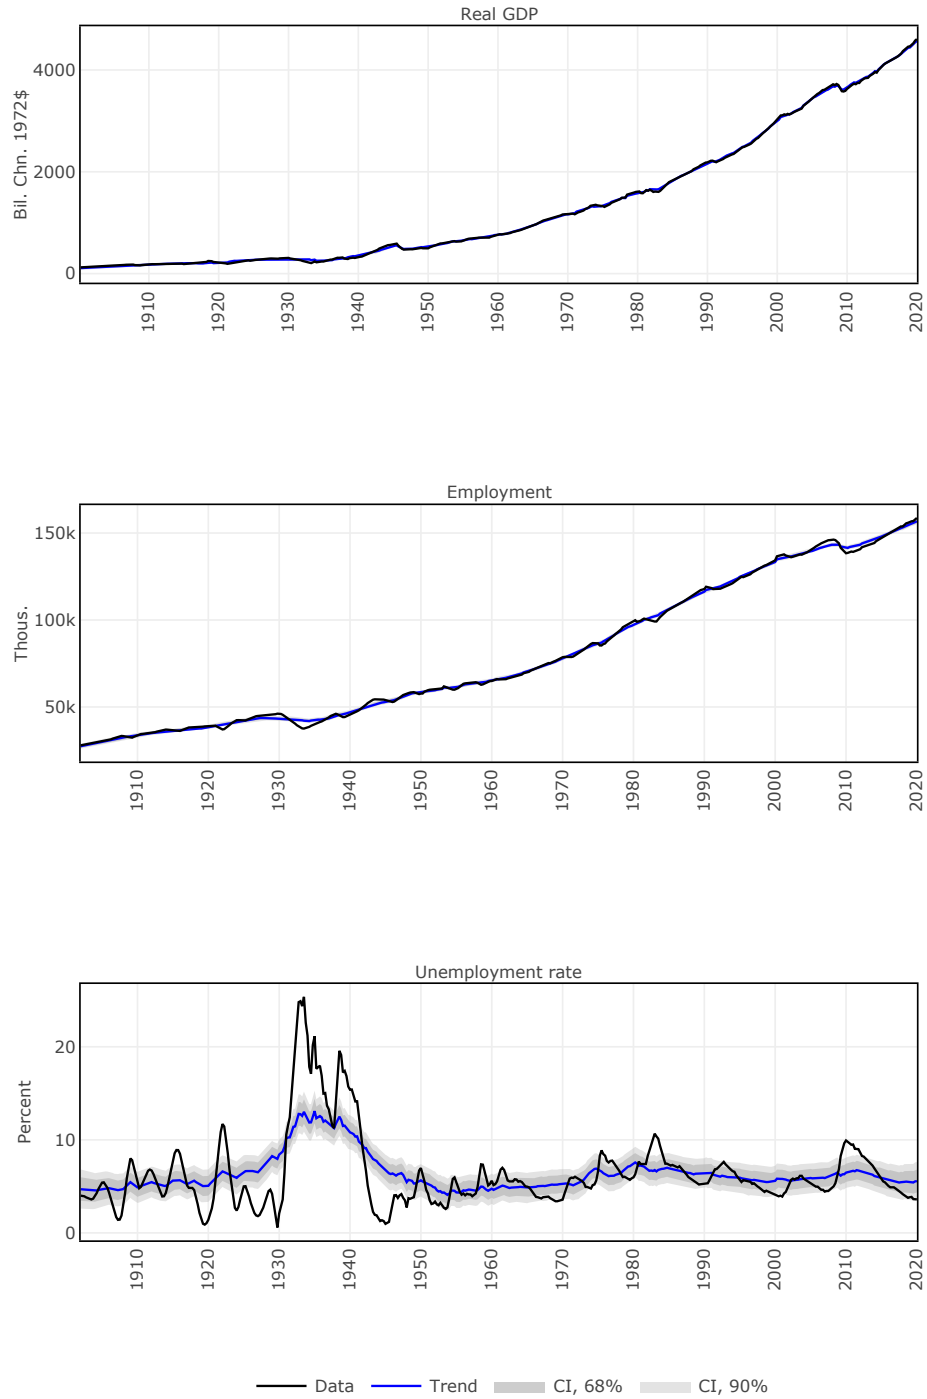 Real GDP
Bil. Chn. 1972$
4000
2000
0
1910 1920 1930 1940 1950 1960 1970 1980 1990 2000 2010 2020
Employment
Thous.
150k
100k
50k
1910 1920 1930 1940 1950 1960 1970 1980 1990 2000 2010 2020
Unemployment rate
Percent
20
10
0
1910 1920 1930 1940 1950 1960 1970 1980 1990 2000 2010 2020
Data Trend CI, 68% CI, 90%